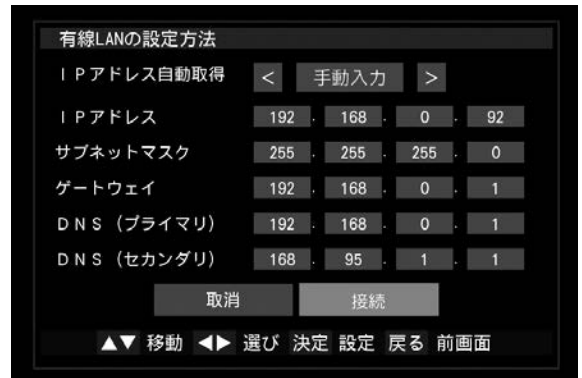 有線LANの設定方法
IPアドレス自動取得 < 手動入力 >
IPアドレス 192 . 168 . 0 . 92
サブネットマスク 255 . 255 . 255 . 0
ゲートウェイ 192 . 168 . 0 . 1
DNS (プライマリ) 192 . 168 . 0 . 1
DNS (セカンダリ) 168 . 95 . 1 . 1
取消 接続
▲▼ 移動 ◀▶ 選び 決定 設定 戻る 前画面